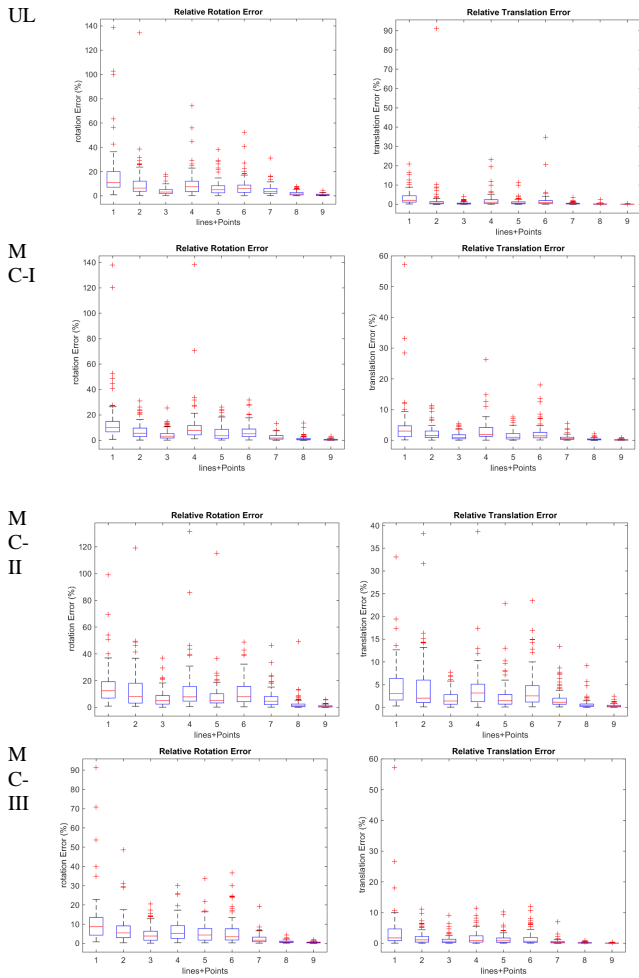 UL
Relative Rotation Error
rotation Error (%)
140
120
100
80
60
40
20
0
1 2 3 4 5 6 7 8 9
lines+Points
Relative Translation Error
translation Error (%)
90
80
70
60
50
40
30
20
10
0
1 2 3 4 5 6 7 8 9
lines+Points
M
C-I
Relative Rotation Error
rotation Error (%)
140
120
100
80
60
40
20
0
1 2 3 4 5 6 7 8 9
lines+Points
Relative Translation Error
translation Error (%)
60
50
40
30
20
10
0
1 2 3 4 5 6 7 8 9
lines+Points
M
C-
II
Relative Rotation Error
rotation Error (%)
120
100
80
60
40
20
0
1 2 3 4 5 6 7 8 9
lines+Points
Relative Translation Error
translation Error (%)
40
35
30
25
20
15
10
5
0
1 2 3 4 5 6 7 8 9
lines+Points
M
C-
III
Relative Rotation Error
rotation Error (%)
90
80
70
60
50
40
30
20
10
0
1 2 3 4 5 6 7 8 9
lines+Points
Relative Translation Error
translation Error (%)
60
50
40
30
20
10
0
1 2 3 4 5 6 7 8 9
lines+Points